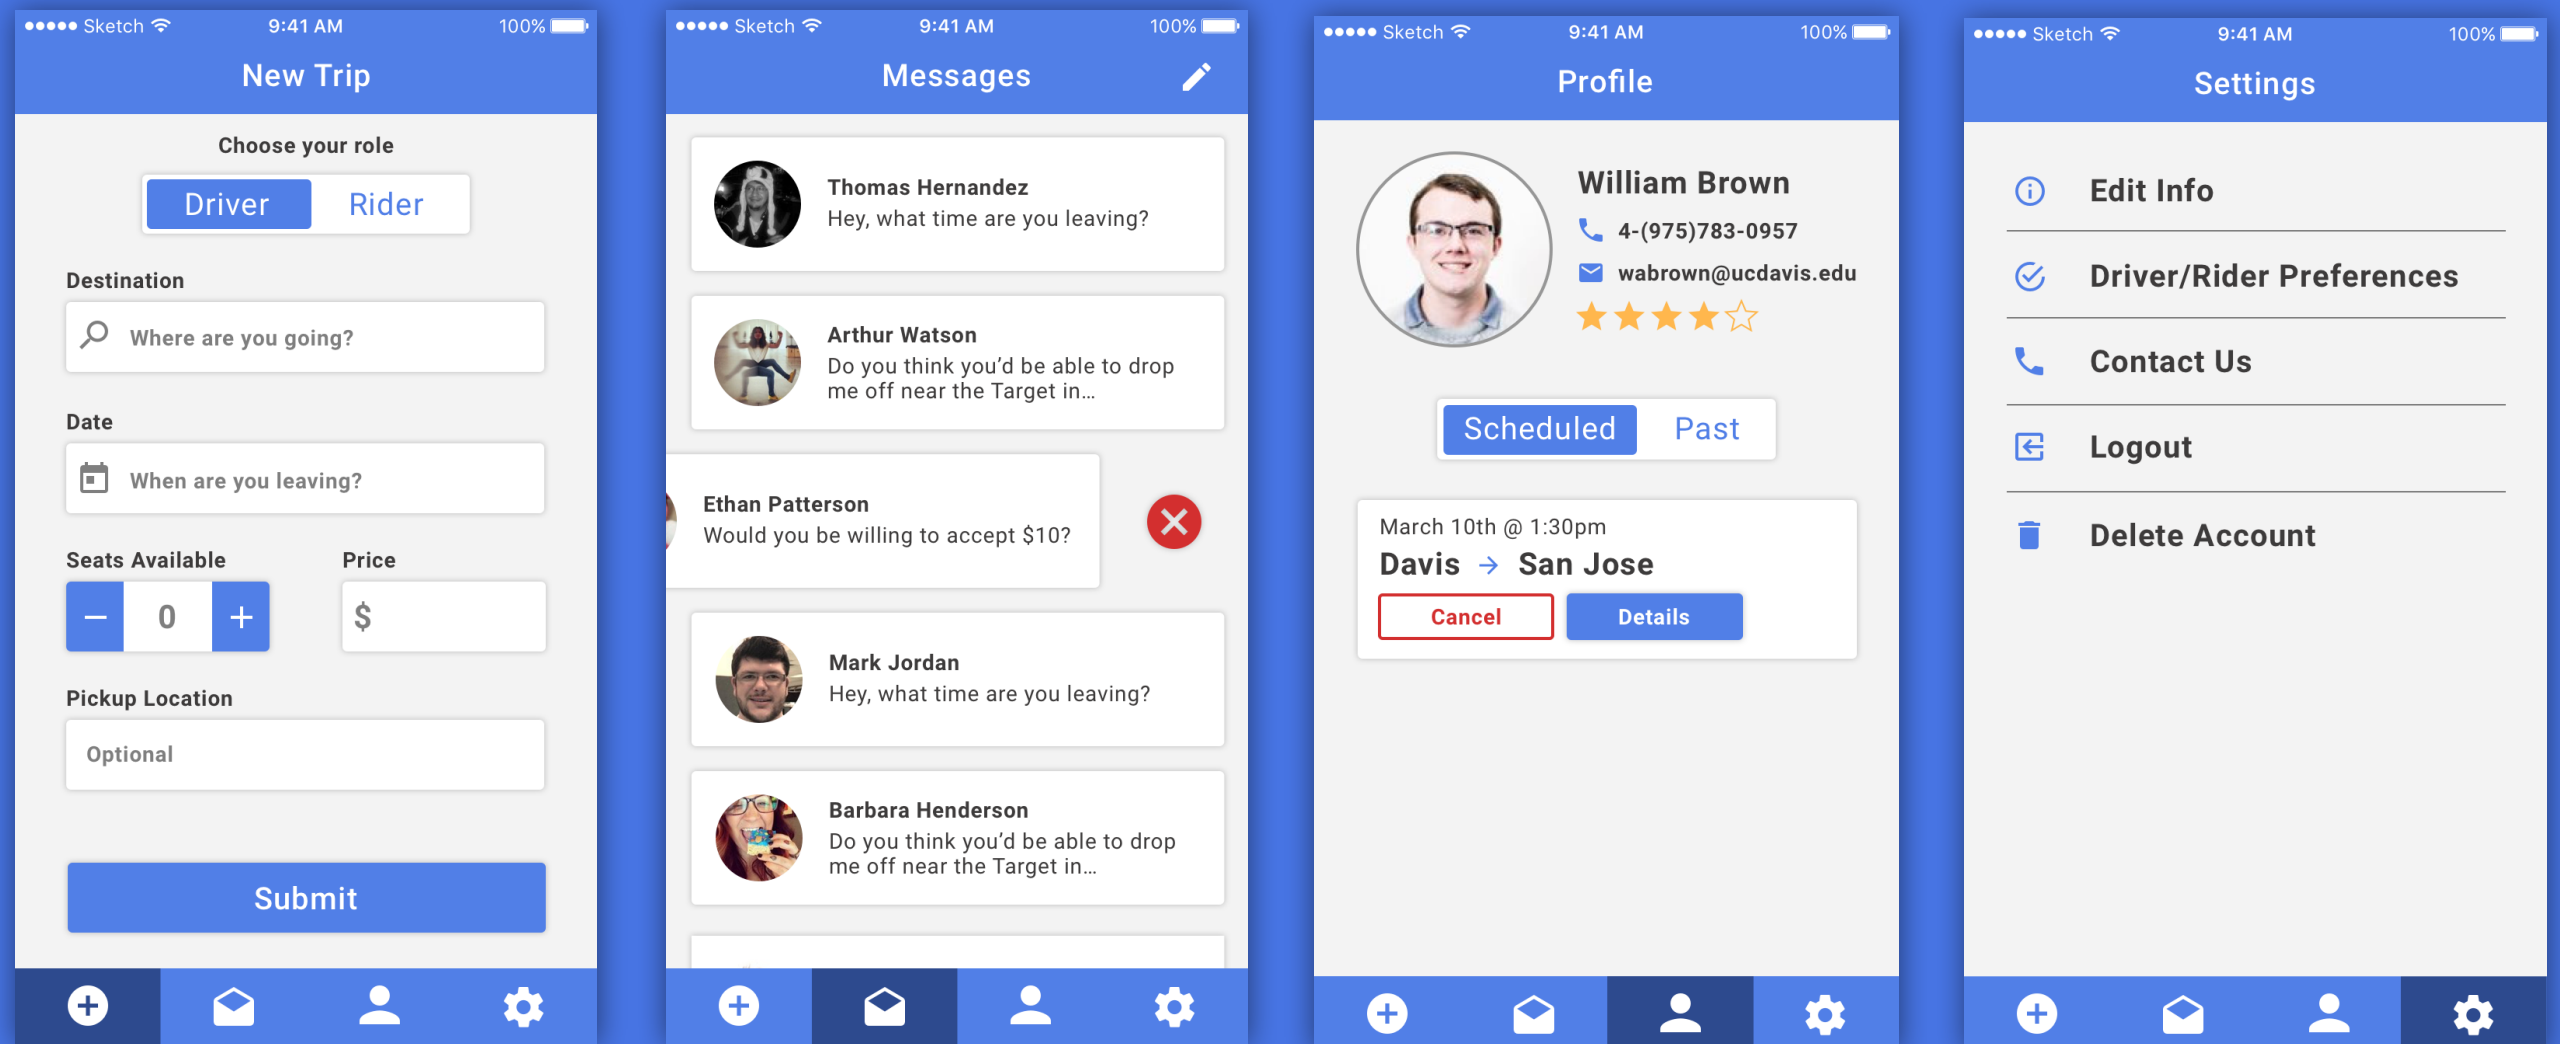 Sketch 9:41 AM 100%
New Trip
Choose your role
Driver Rider
Destination
Where are you going?
Date
When are you leaving?
Seats Available Price
0 $
Pickup Location
Optional
Submit
Sketch 9:41 AM 100%
Messages
Thomas Hernandez
Hey, what time are you leaving?
Arthur Watson
Do you think you’d be able to drop
me off near the Target in…
Ethan Patterson
Would you be willing to accept $10?
Mark Jordan
Hey, what time are you leaving?
Barbara Henderson
Do you think you’d be able to drop
me off near the Target in…
Sketch 9:41 AM 100%
Profile
William Brown
4-(975)783-0957
wabrown@ucdavis.edu
Scheduled Past
March 10th @ 1:30pm
Davis → San Jose
Cancel Details
Sketch 9:41 AM 100%
Settings
Edit Info
Driver/Rider Preferences
Contact Us
Logout
Delete Account